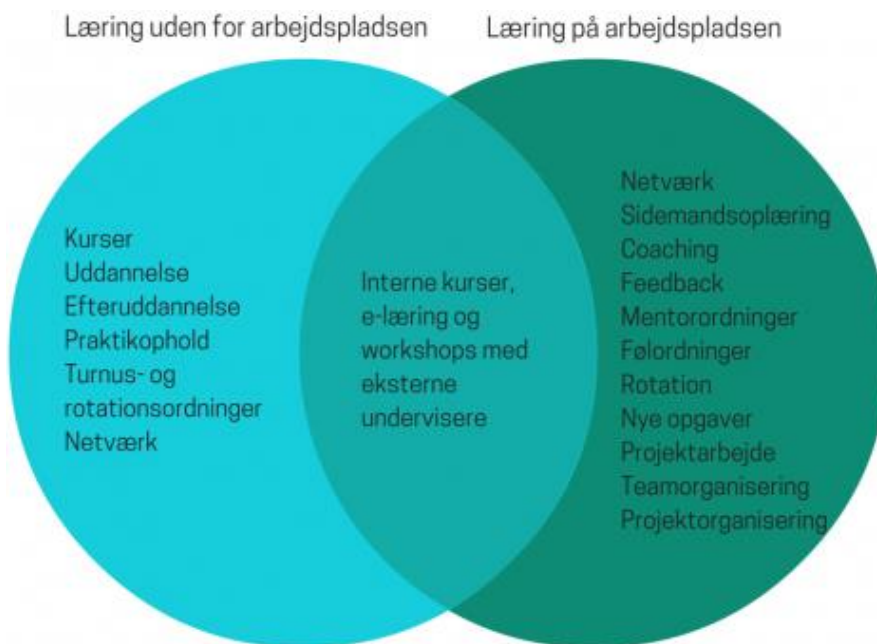 Læring uden for arbejdspladsen
Læring på arbejdspladsen
Kurser
Uddannelse
Efteruddannelse
Praktikophold
Turnus- og
rotationsordninger
Netværk
Interne kurser,
e-læring og
workshops med
eksterne
undervisere
Netværk
Sidemandsoplæring
Coaching
Feedback
Mentorordninger
Følordninger
Rotation
Nye opgaver
Projektarbejde
Teamorganisering
Projektorganisering